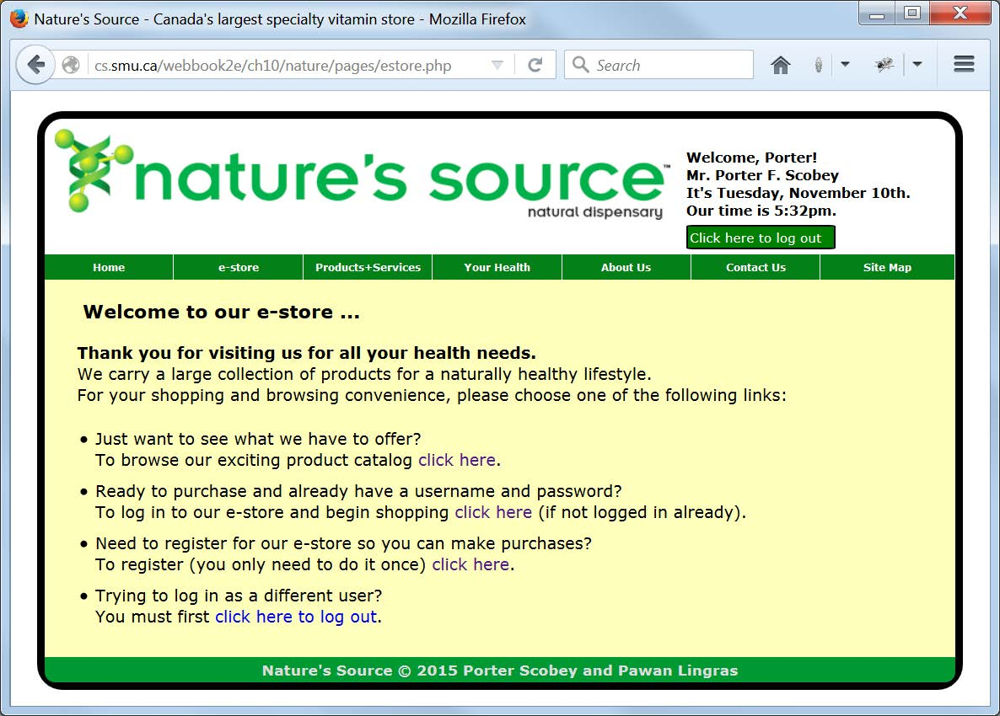 Nature's Source - Canada's largest specialty vitamin store - Mozilla Firefox
cs.smu.ca/webbook2e/ch10/nature/pages/estore.php
Search
nature's source™
natural dispensary
Welcome, Porter!
Mr. Porter F. Scobey
It's Tuesday, November 10th.
Our time is 5:32pm.
Click here to log out
Home e-store Products+Services Your Health About Us Contact Us Site Map
Welcome to our e-store ...
Thank you for visiting us for all your health needs.
We carry a large collection of products for a naturally healthy lifestyle.
For your shopping and browsing convenience, please choose one of the following links:
• Just want to see what we have to offer?
To browse our exciting product catalog click here.
• Ready to purchase and already have a username and password?
To log in to our e-store and begin shopping click here (if not logged in already).
• Need to register for our e-store so you can make purchases?
To register (you only need to do it once) click here.
• Trying to log in as a different user?
You must first click here to log out.
Nature's Source © 2015 Porter Scobey and Pawan Lingras